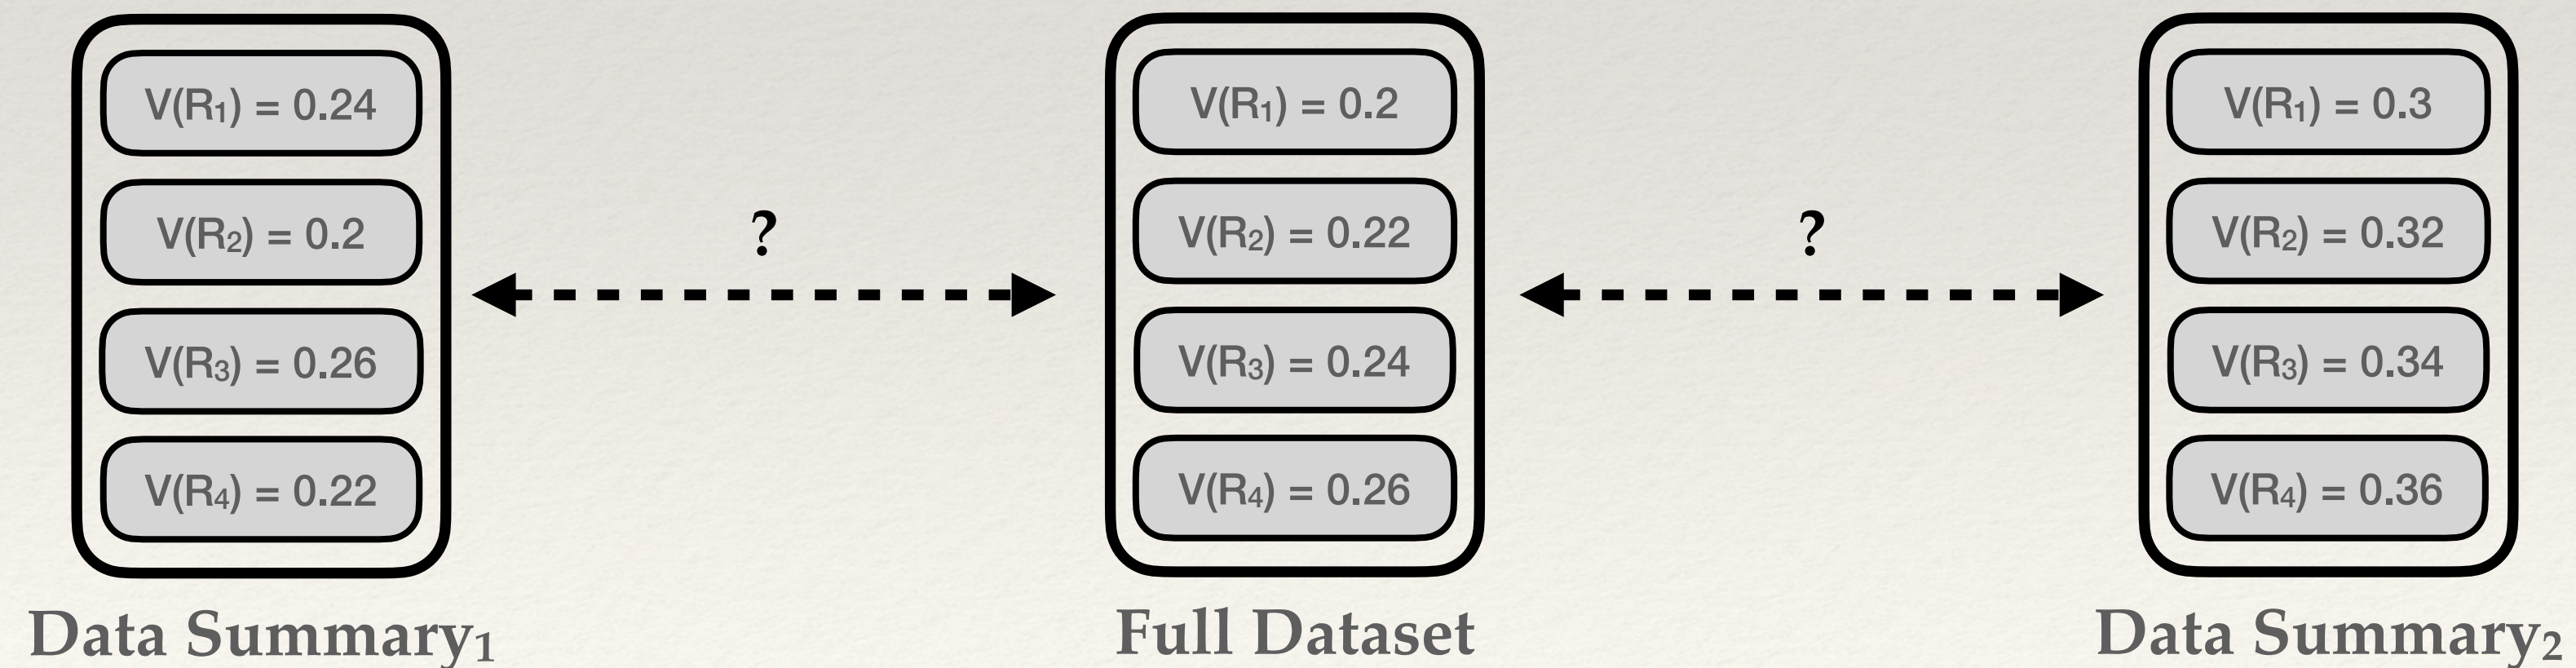 V(R₁) = 0.24
V(R₂) = 0.2
V(R₃) = 0.26
V(R₄) = 0.22
Data Summary₁
?
V(R₁) = 0.2
V(R₂) = 0.22
V(R₃) = 0.24
V(R₄) = 0.26
Full Dataset
?
V(R₁) = 0.3
V(R₂) = 0.32
V(R₃) = 0.34
V(R₄) = 0.36
Data Summary₂